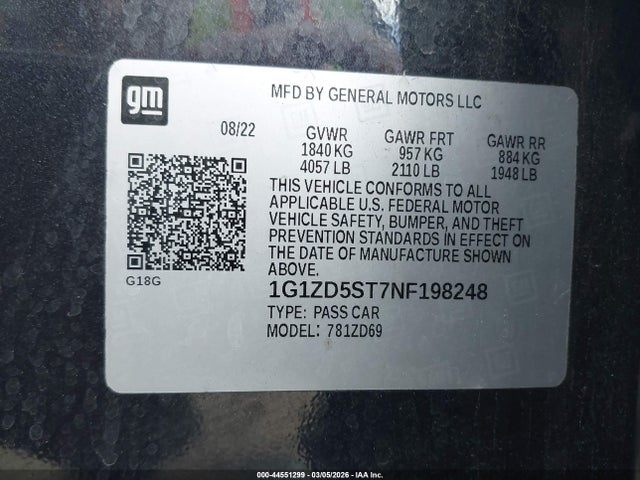 gm
MFD BY GENERAL MOTORS LLC
08/22 GVWR GAWR FRT GAWR RR
1840 KG 957 KG 884 KG
4057 LB 2110 LB 1948 LB
THIS VEHICLE CONFORMS TO ALL
APPLICABLE U.S. FEDERAL MOTOR
VEHICLE SAFETY, BUMPER, AND THEFT
PREVENTION STANDARDS IN EFFECT ON
THE DATE OF MANUFACTURE SHOWN
ABOVE.
G18G
1G1ZD5ST7NF198248
TYPE: PASS CAR
MODEL: 781ZD69
000-44551299 - 03/05/2026 - IAA Inc.